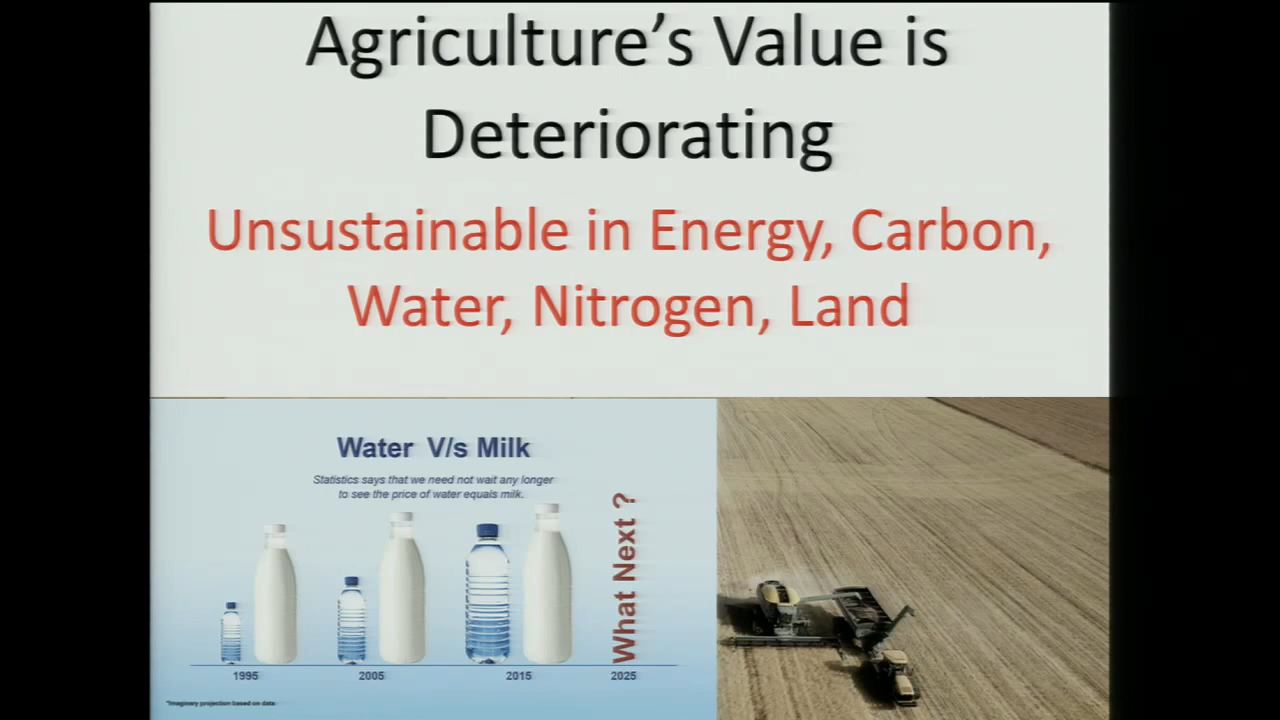 Agriculture's Value is
Deteriorating
Unsustainable in Energy, Carbon,
Water, Nitrogen, Land
Water V/s Milk
Statistics says that we need not wait any longer
to see the price of water equals milk.
What Next ?
1995 2005 2015 2025
*Imaginary projection based on data